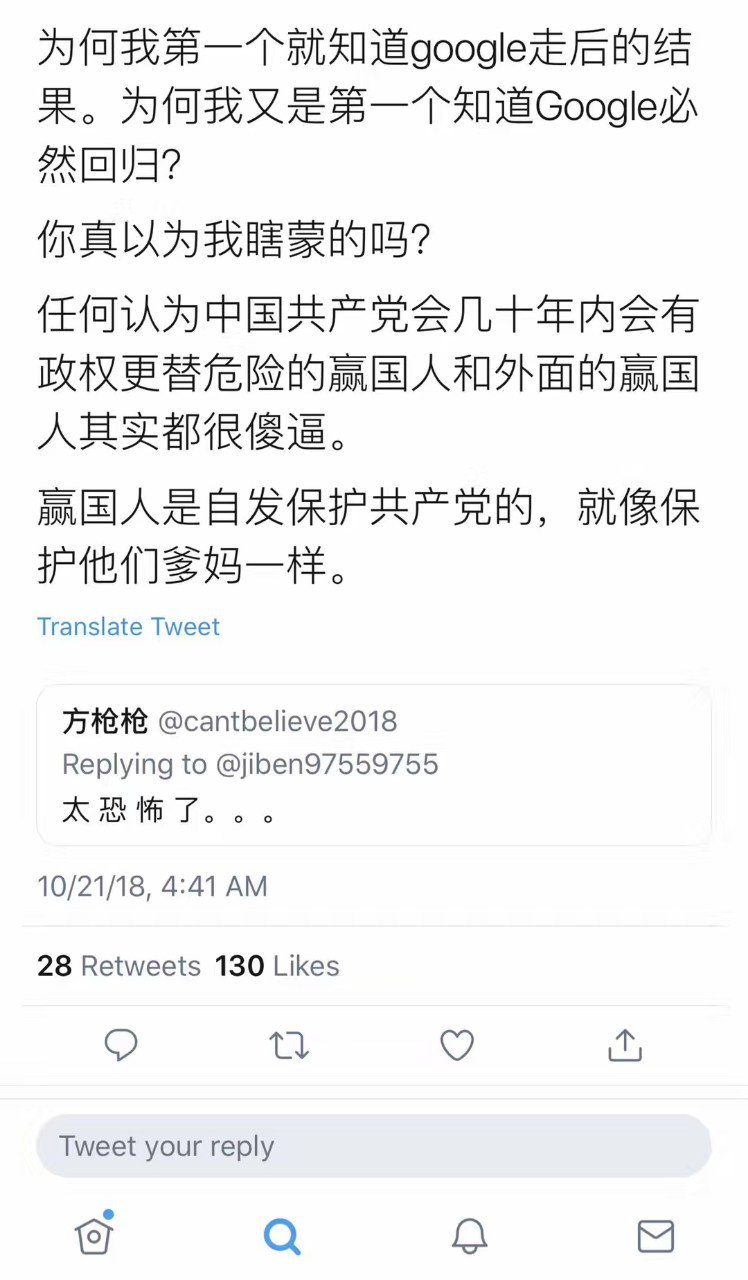 为何我第一个就知道google走后的结
果。为何我又是第一个知道Google必
然回归?
你真以为我瞎蒙的吗?
任何认为中国共产党会几十年内会有
政权更替危险的赢国人和外面的赢国
人其实都很傻逼。
赢国人是自发保护共产党的，就像保
护他们爹妈一样。
Translate Tweet
方枪枪 @cantbelieve2018
Replying to @jiben97559755
太 恐 怖 了。。。
10/21/18, 4:41 AM
28 Retweets 130 Likes
Tweet your reply